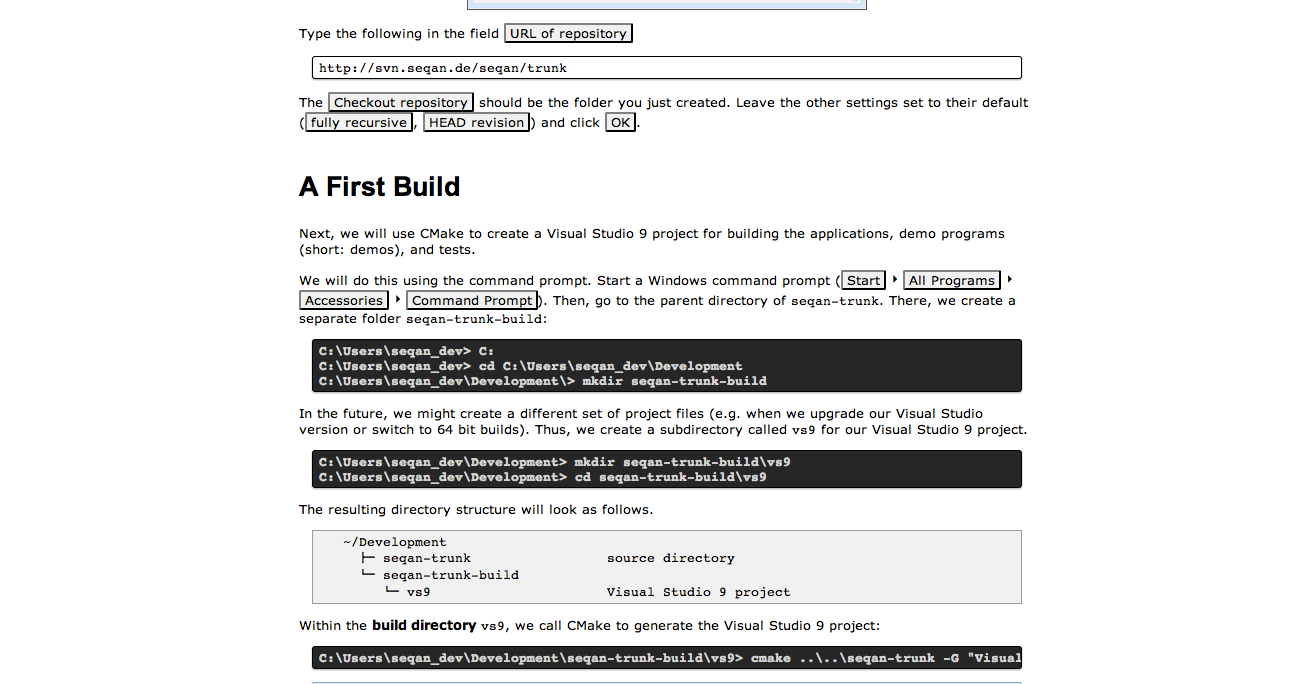 Type the following in the field URL of repository
http://svn.seqan.de/seqan/trunk
The Checkout repository should be the folder you just created. Leave the other settings set to their default
(fully recursive, HEAD revision) and click OK.
A First Build
Next, we will use CMake to create a Visual Studio 9 project for building the applications, demo programs
(short: demos), and tests.
We will do this using the command prompt. Start a Windows command prompt (Start ‣ All Programs ‣
Accessories ‣ Command Prompt). Then, go to the parent directory of seqan-trunk. There, we create a
separate folder seqan-trunk-build:
C:\Users\seqan_dev> C:
C:\Users\seqan_dev> cd C:\Users\seqan_dev\Development
C:\Users\seqan_dev\Development\> mkdir seqan-trunk-build
In the future, we might create a different set of project files (e.g. when we upgrade our Visual Studio
version or switch to 64 bit builds). Thus, we create a subdirectory called vs9 for our Visual Studio 9 project.
C:\Users\seqan_dev\Development> mkdir seqan-trunk-build\vs9
C:\Users\seqan_dev\Development> cd seqan-trunk-build\vs9
The resulting directory structure will look as follows.
~/Development
├─ seqan-trunk source directory
└─ seqan-trunk-build
└─ vs9 Visual Studio 9 project
Within the build directory vs9, we call CMake to generate the Visual Studio 9 project:
C:\Users\seqan_dev\Development\seqan-trunk-build\vs9> cmake ..\..\seqan-trunk -G "Visual